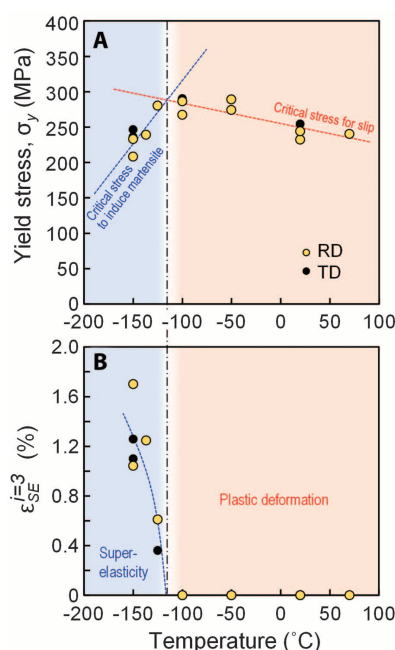 A
Yield stress, σy (MPa)
400
350
300
250
200
150
100
50
0
Critical stress for slip
Critical stress
to induce martensite
RD
TD
-200 -150 -100 -50 0 50 100
B
ε^{i=3}_{SE} (%)
2.0
1.6
1.2
0.8
0.4
0
Super-
elasticity
Plastic deformation
-200 -150 -100 -50 0 50 100
Temperature (˚C)